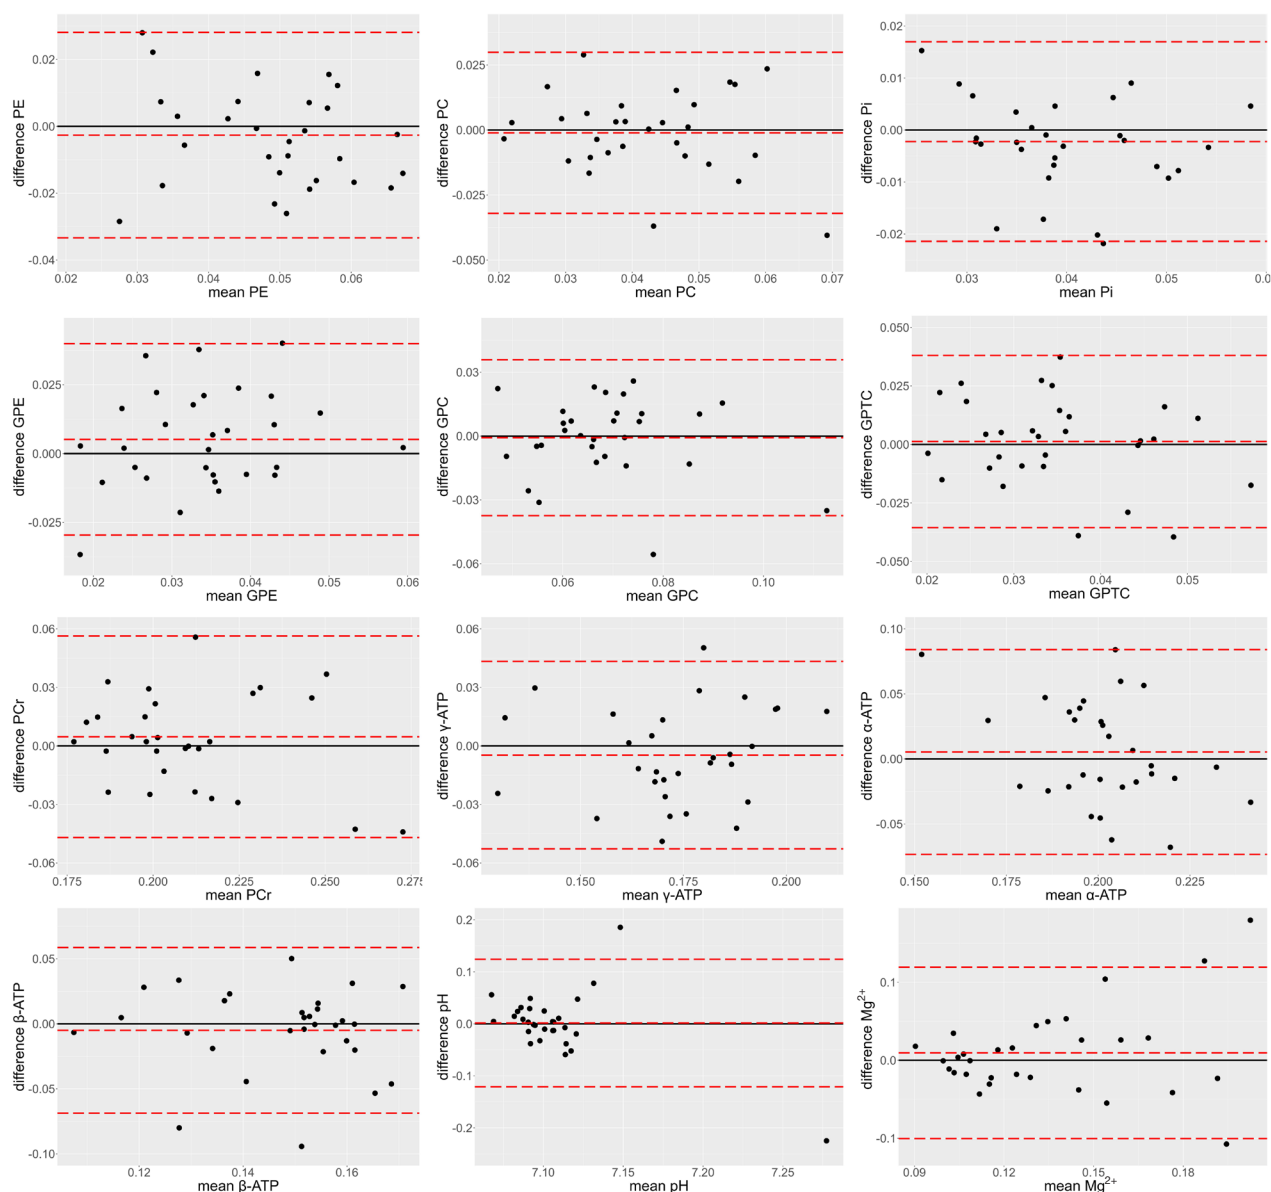 difference PE
0.02
0.00
-0.02
-0.04
0.02 0.03 0.04 0.05 0.06
mean PE
difference PC
0.025
0.000
-0.025
-0.050
0.02 0.03 0.04 0.05 0.06 0.07
mean PC
difference Pi
0.02
0.01
0.00
-0.01
-0.02
0.03 0.04 0.05 0.0
mean Pi
difference GPE
0.025
0.000
-0.025
0.02 0.03 0.04 0.05 0.06
mean GPE
difference GPC
0.03
0.00
-0.03
-0.06
0.06 0.10
mean GPC
difference GPTC
0.050
0.025
0.000
-0.025
-0.050
0.02 0.03 0.04 0.05
mean GPTC
difference PCr
0.06
0.03
0.00
-0.03
-0.06
0.175 0.200 0.225 0.250 0.275
mean PCr
difference γ-ATP
0.06
0.03
0.00
-0.03
-0.06
0.150 0.175 0.200
mean γ-ATP
difference α-ATP
0.10
0.05
0.00
-0.05
0.150 0.175 0.200 0.225
mean α-ATP
difference β-ATP
0.05
0.00
-0.05
-0.10
0.12 0.14 0.16
mean β-ATP
difference pH
0.2
0.1
0.0
-0.1
-0.2
7.10 7.15 7.20 7.25
mean pH
difference Mg²⁺
0.1
0.0
-0.1
0.09 0.12 0.15 0.18
mean Mg²⁺